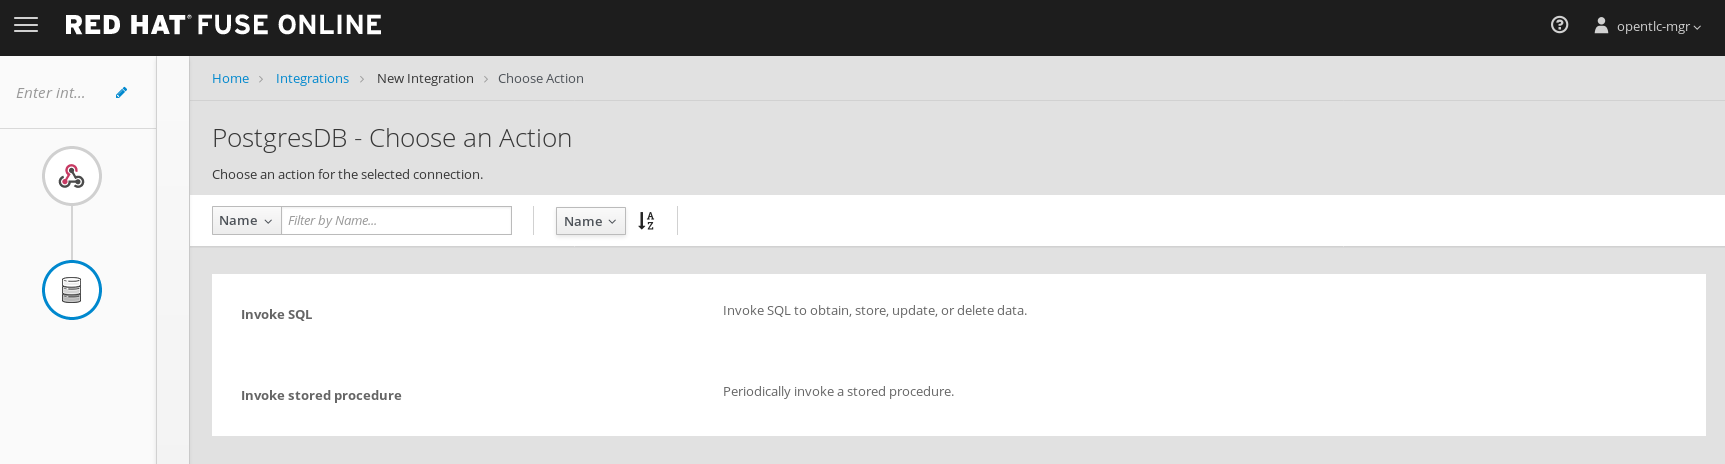 RED HAT® FUSE ONLINE
opentlc-mgr
Enter int...
Home > Integrations > New Integration > Choose Action
PostgresDB - Choose an Action
Choose an action for the selected connection.
Name Filter by Name... Name A Z
Invoke SQL Invoke SQL to obtain, store, update, or delete data.
Invoke stored procedure Periodically invoke a stored procedure.